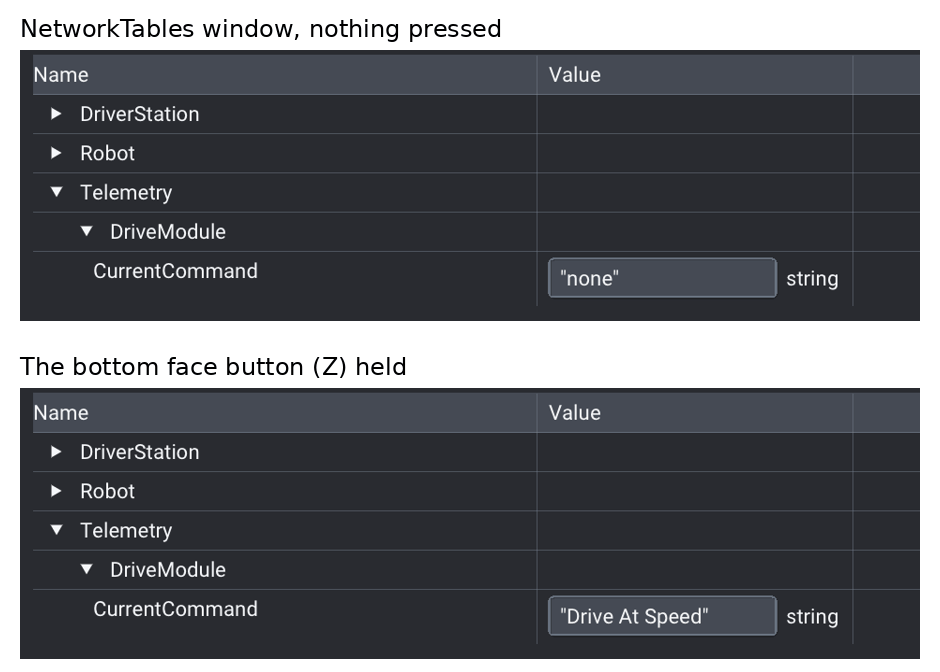 NetworkTables window, nothing pressed
Name Value
DriverStation
Robot
Telemetry
DriveModule
CurrentCommand "none" string
The bottom face button (Z) held
Name Value
DriverStation
Robot
Telemetry
DriveModule
CurrentCommand "Drive At Speed" string